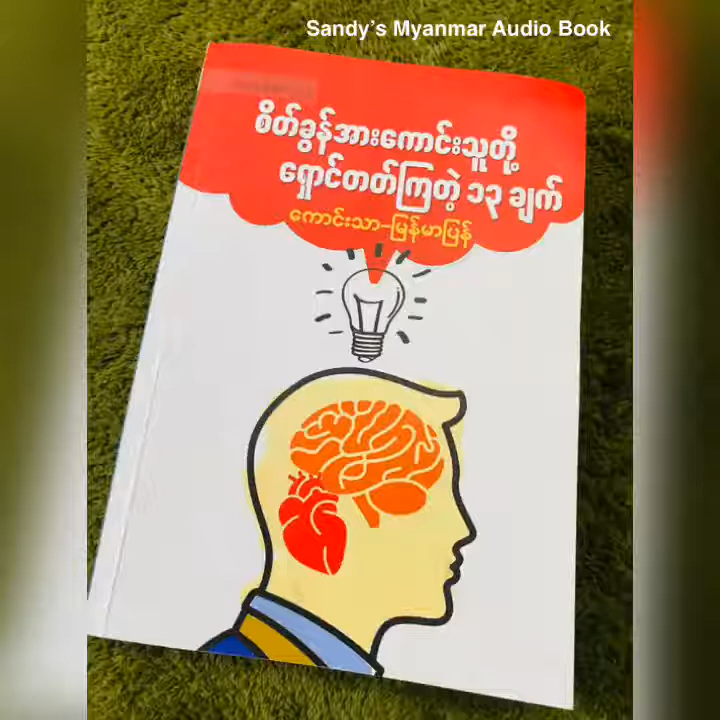 Sandy's Myanmar Audio Book
စိတ်ခွန်အားကောင်းသူတို့
ရှောင်တတ်ကြတဲ့ ၁၃ ချက်
ကောင်းသာ-မြန်မာပြန်